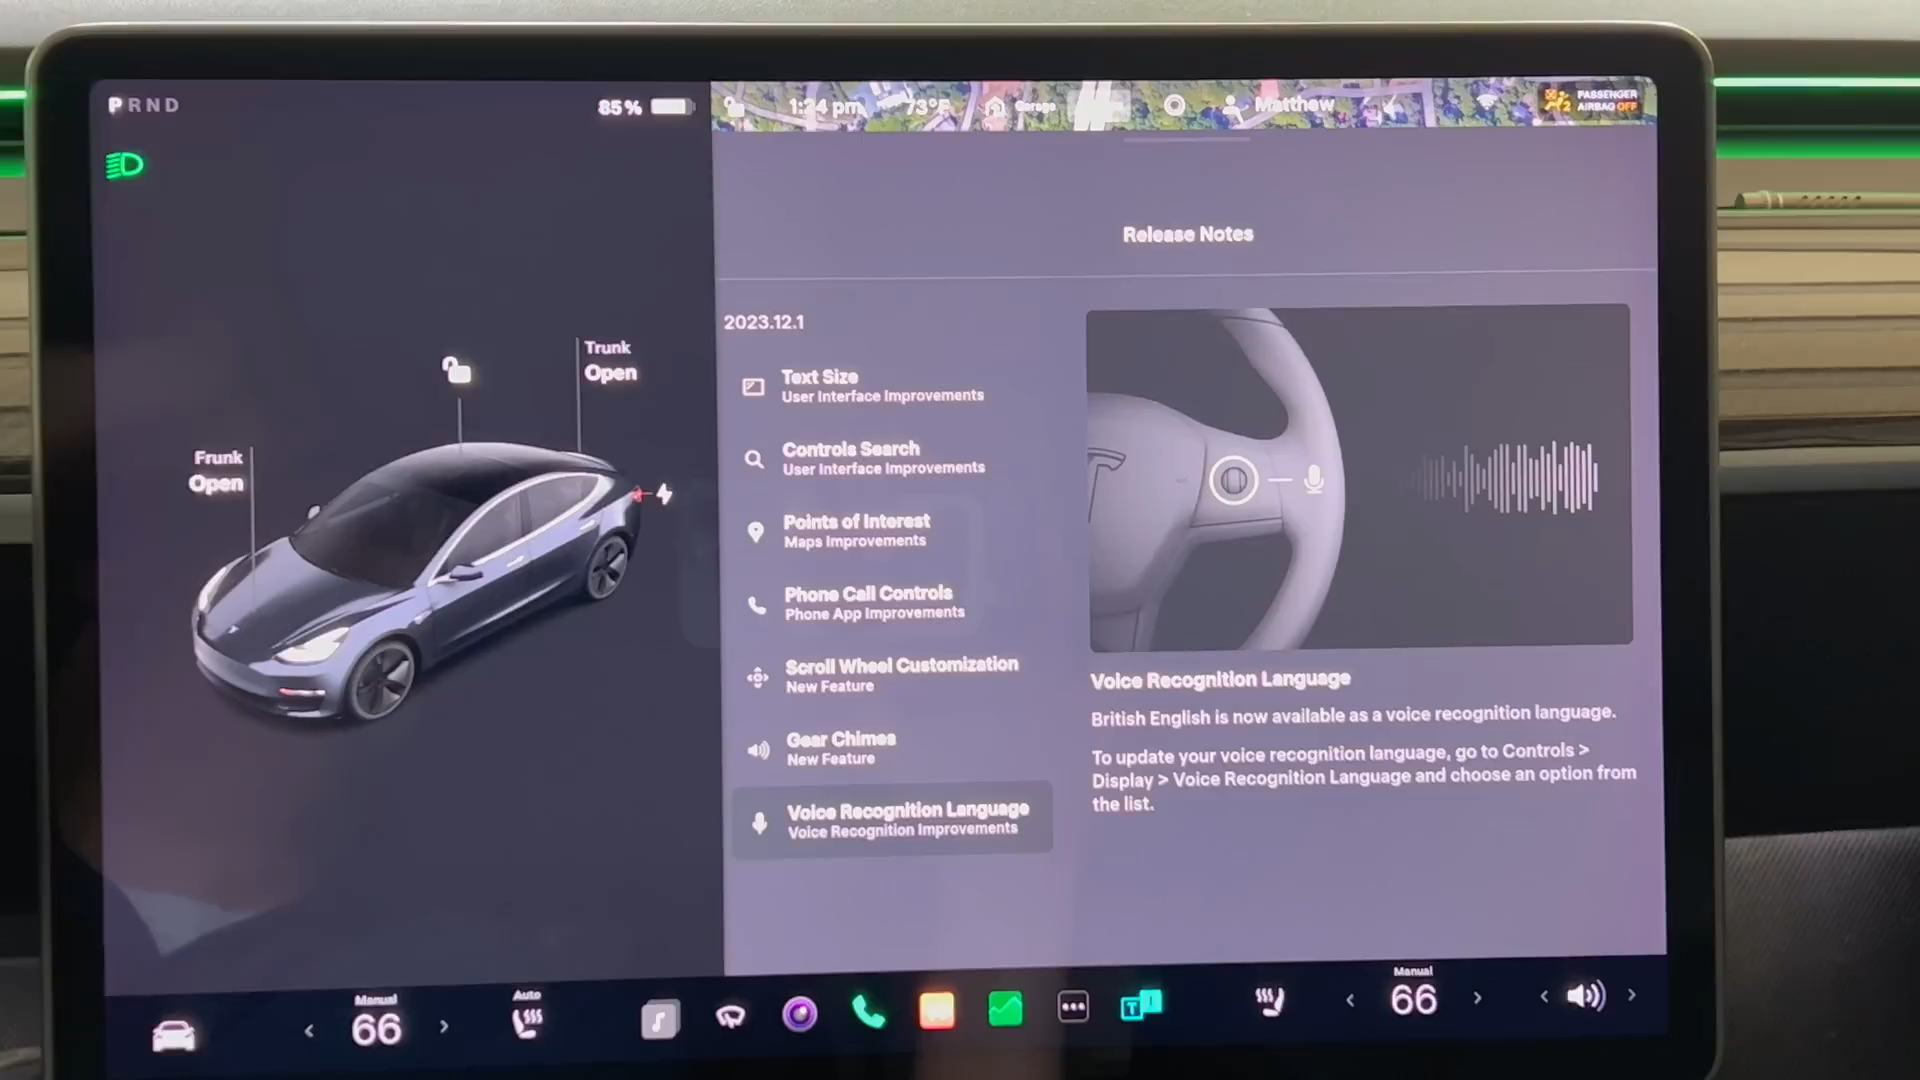 PRND
85%
1:24 pm
73°F
Garage
Matthew
PASSENGER
AIRBAG OFF
Release Notes
2023.12.1
Text Size
User Interface Improvements
Controls Search
User Interface Improvements
Points of Interest
Maps Improvements
Phone Call Controls
Phone App Improvements
Scroll Wheel Customization
New Feature
Gear Chimes
New Feature
Voice Recognition Language
Voice Recognition Improvements
Trunk
Open
Frunk
Open
Voice Recognition Language
British English is now available as a voice recognition language.
To update your voice recognition language, go to Controls >
Display > Voice Recognition Language and choose an option from
the list.
Manual
66
Auto
Manual
66